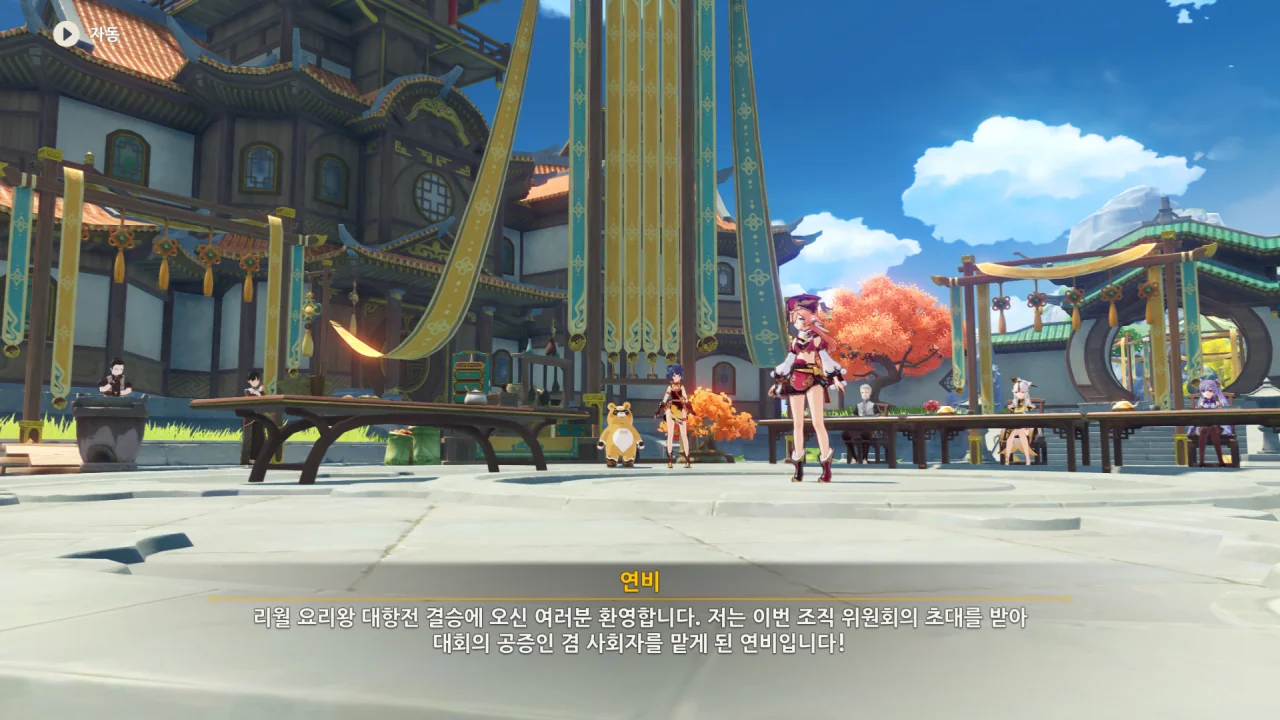 자동
연비
리월 요리왕 대항전 결승에 오신 여러분 환영합니다. 저는 이번 조직 위원회의 초대를 받아
대회의 공증인 겸 사회자를 맡게 된 연비입니다!